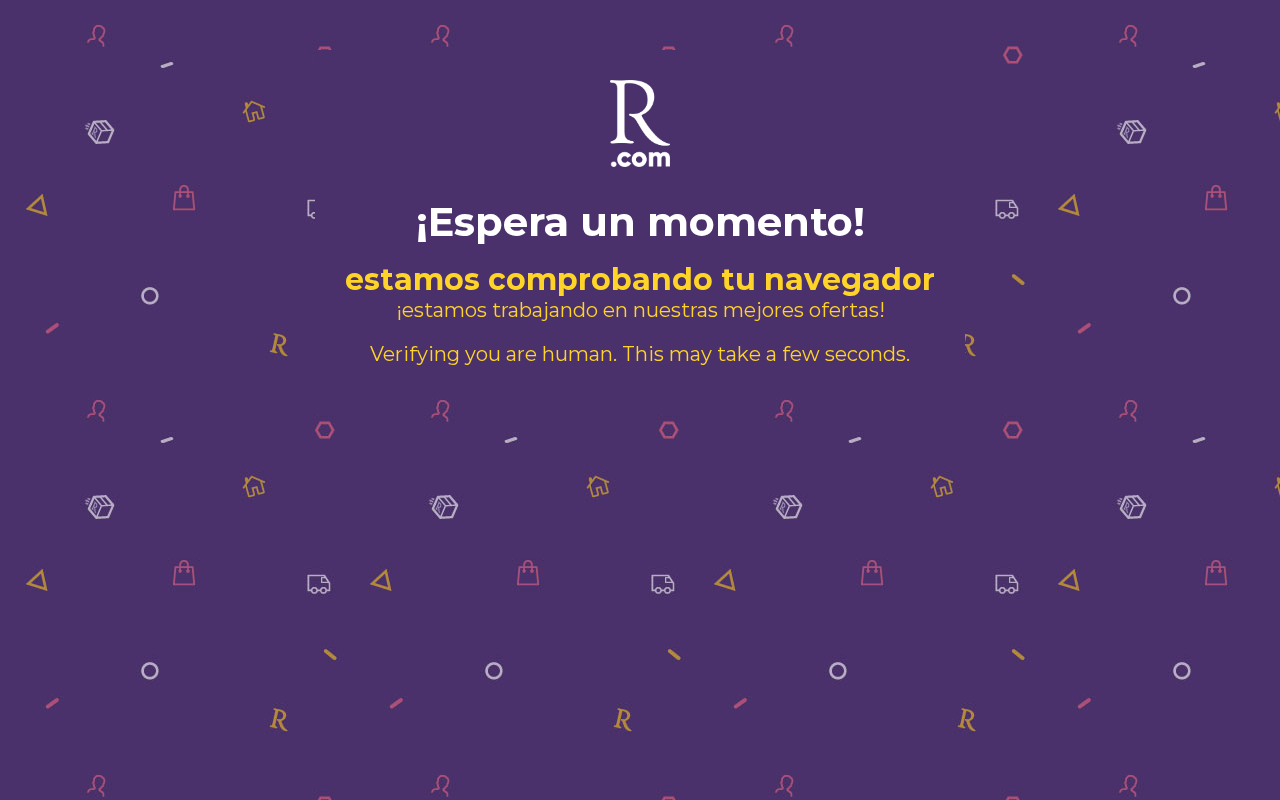 R
.com
¡Espera un momento!
estamos comprobando tu navegador
¡estamos trabajando en nuestras mejores ofertas!
Verifying you are human. This may take a few seconds.